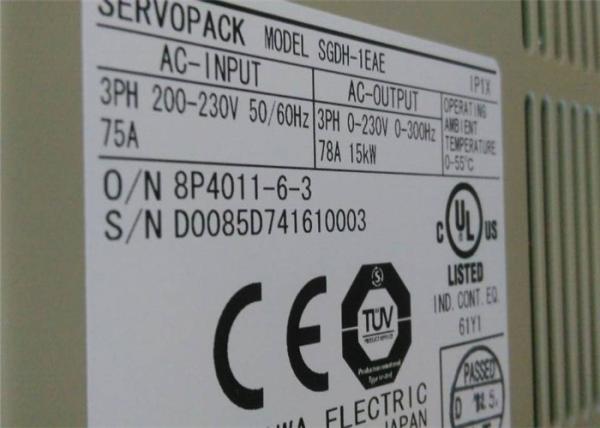 SERVOPACK MODEL SGDH-1EAE
IP1X
AC-INPUT
3PH 200-230V 50/60Hz
75A
AC-OUTPUT
3PH 0-230V 0-300Hz
78A 15kW
OPERATING
AMBIENT
TEMPERATURE
0-55°C
O/N 8P4011-6-3
S/N D0085D741610003
C UL US
LISTED
IND. CONT. EQ.
61Y1
CE
S
TÜV
ELECTRIC
JAPAN
PASSED
D